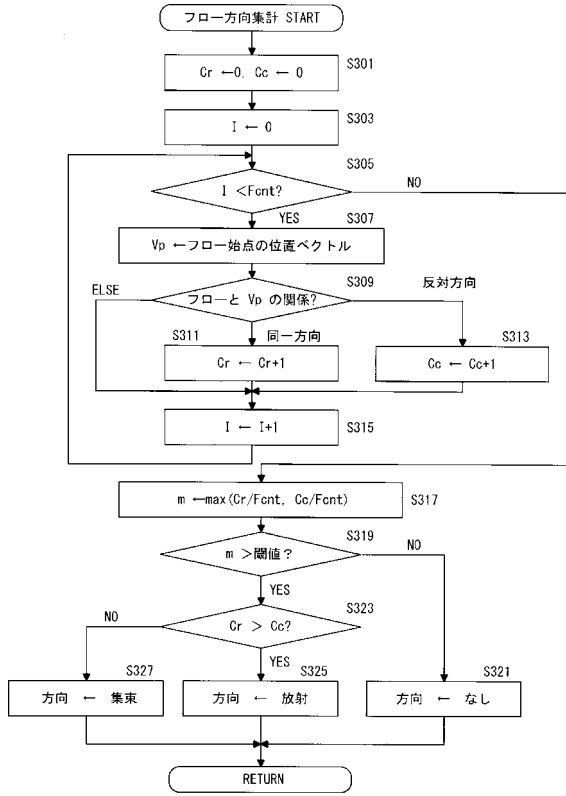 フロー方向集計 START
Cr ←0, Cc ← 0
S301
I ← 0
S303
S305
I <Fcnt?
NO
YES
S307
Vp ←フロー始点の位置ベクトル
S309
ELSE
フローと Vp の関係?
反対方向
S311
同一方向
S313
Cr ← Cr+1
Cc ← Cc+1
I ← I+1
S315
m ←max(Cr/Fcnt, Cc/Fcnt)
S317
S319
m >閾値?
NO
YES
S323
NO
Cr > Cc?
YES
S327
S325
S321
方向 ← 集束
方向 ← 放射
方向 ← なし
RETURN